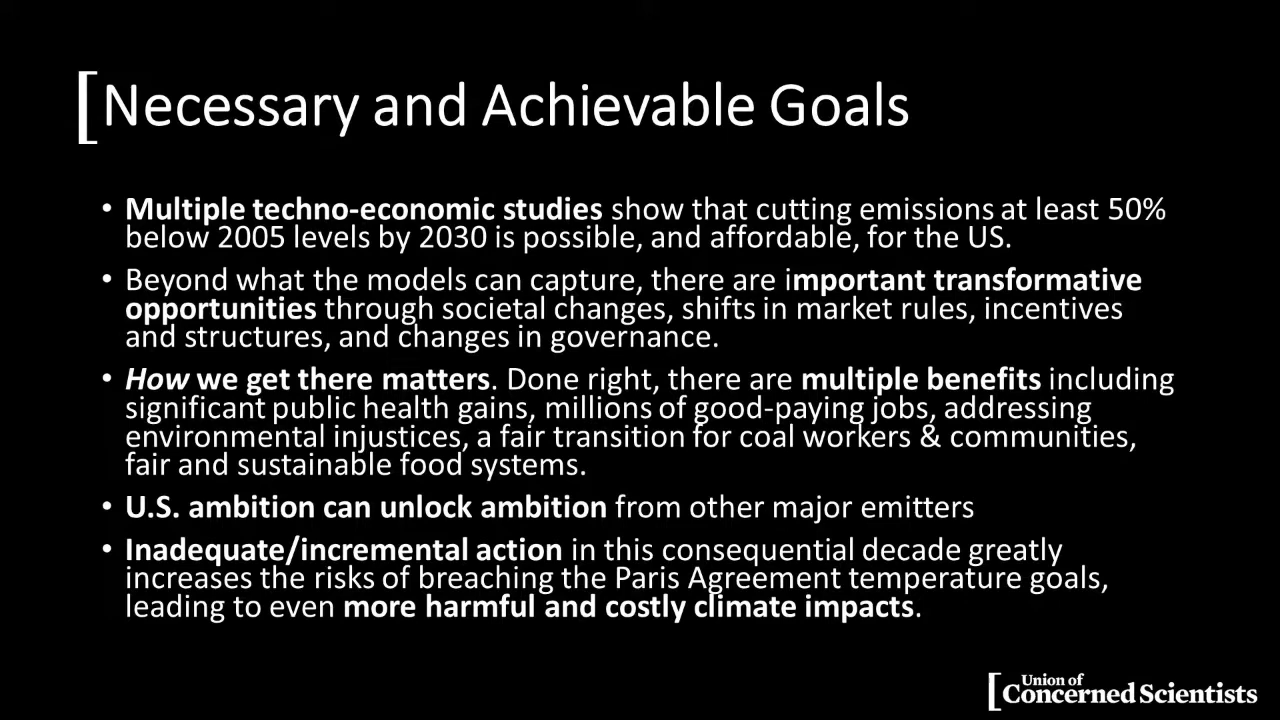 Necessary and Achievable Goals
• Multiple techno-economic studies show that cutting emissions at least 50%
below 2005 levels by 2030 is possible, and affordable, for the US.
• Beyond what the models can capture, there are important transformative
opportunities through societal changes, shifts in market rules, incentives
and structures, and changes in governance.
• How we get there matters. Done right, there are multiple benefits including
significant public health gains, millions of good-paying jobs, addressing
environmental injustices, a fair transition for coal workers & communities,
fair and sustainable food systems.
• U.S. ambition can unlock ambition from other major emitters
• Inadequate/incremental action in this consequential decade greatly
increases the risks of breaching the Paris Agreement temperature goals,
leading to even more harmful and costly climate impacts.
Union of
Concerned Scientists